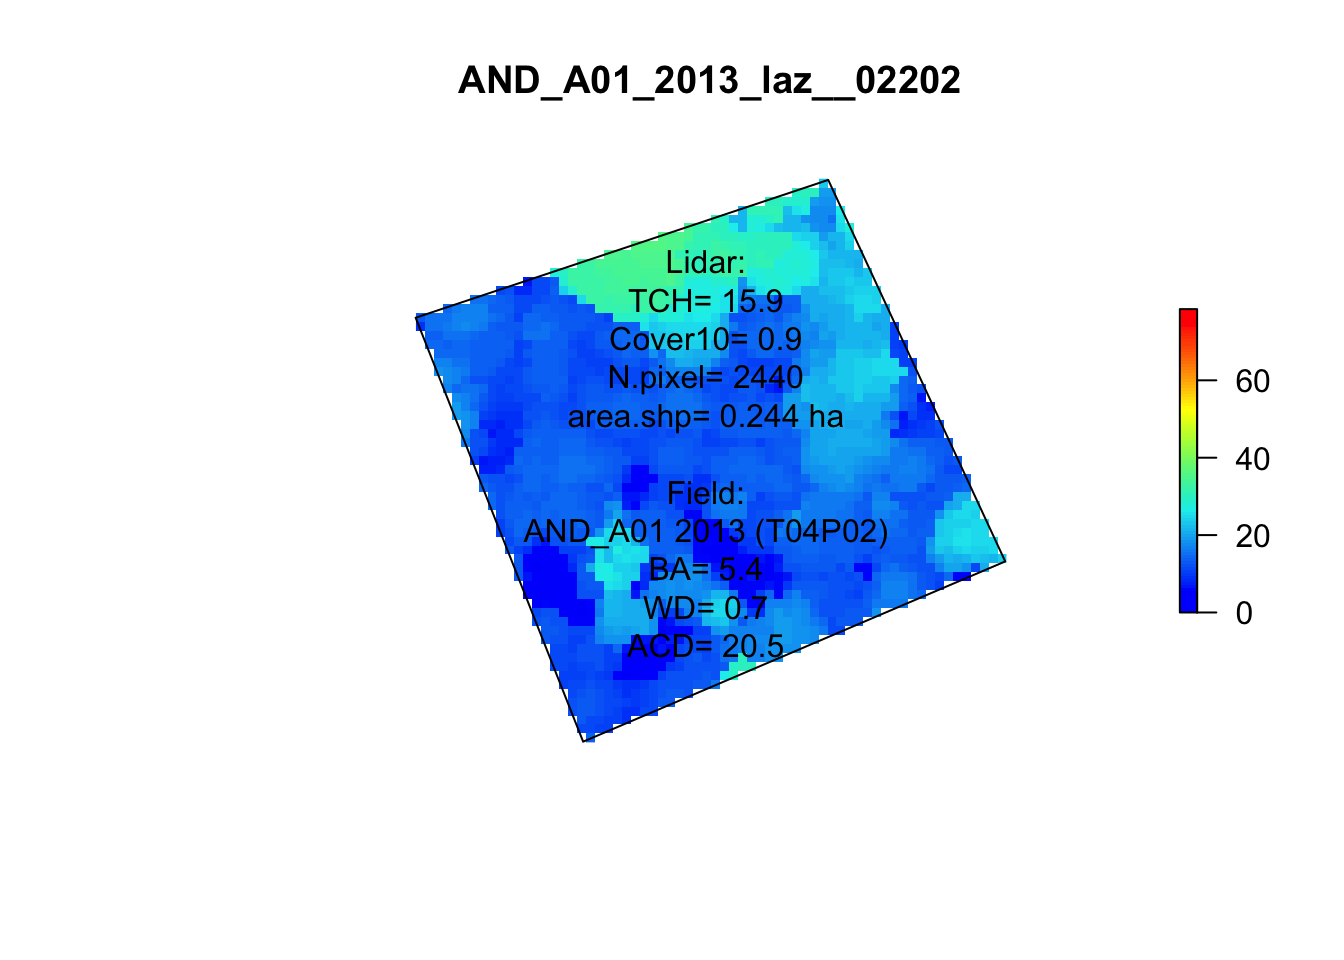 AND_A01_2013_laz__02202
Lidar:
TCH= 15.9
Cover10= 0.9
N.pixel= 2440
area.shp= 0.244 ha
Field:
AND_A01 2013 (T04P02)
BA= 5.4
WD= 0.7
ACD= 20.5
60
40
20
0